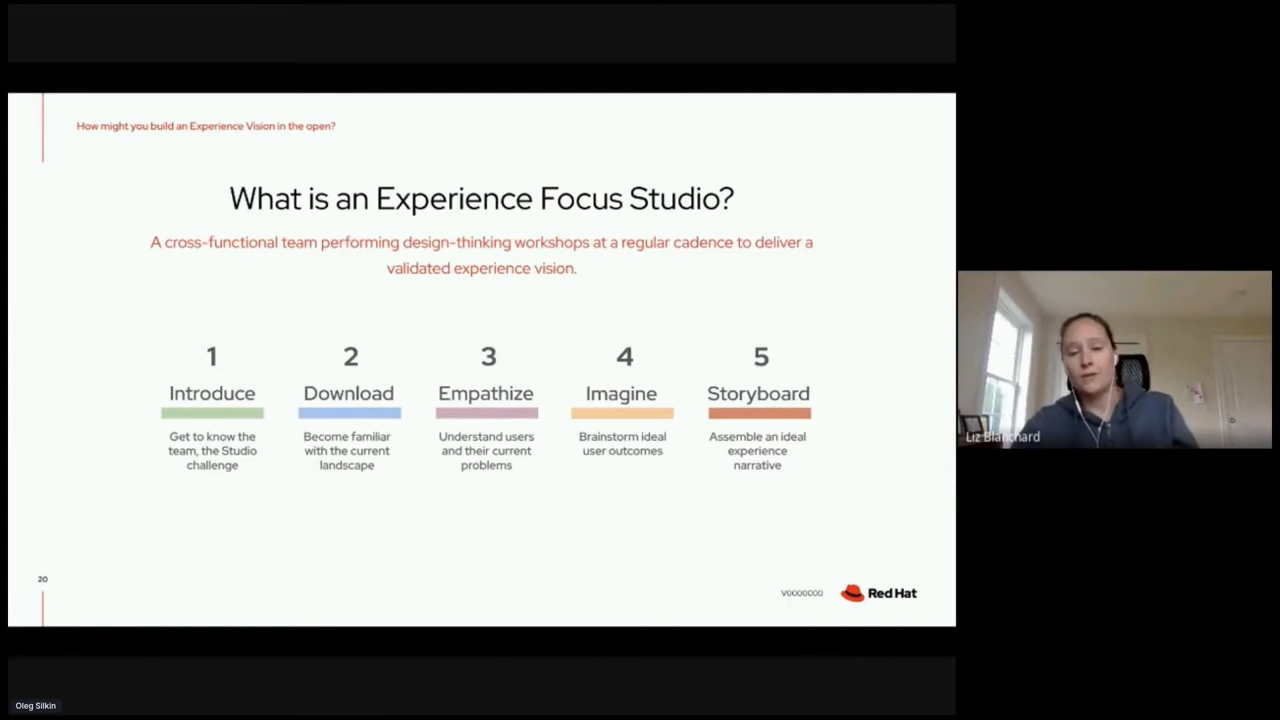 How might you build an Experience Vision in the open?
What is an Experience Focus Studio?
A cross-functional team performing design-thinking workshops at a regular cadence to deliver a
validated experience vision.
1
Introduce
Get to know the
team, the Studio
challenge
2
Download
Become familiar
with the current
landscape
3
Empathize
Understand users
and their current
problems
4
Imagine
Brainstorm ideal
user outcomes
5
Storyboard
Assemble an ideal
experience
narrative
20
V0000000
Red Hat
Liz Blanchard
Oleg Silkin